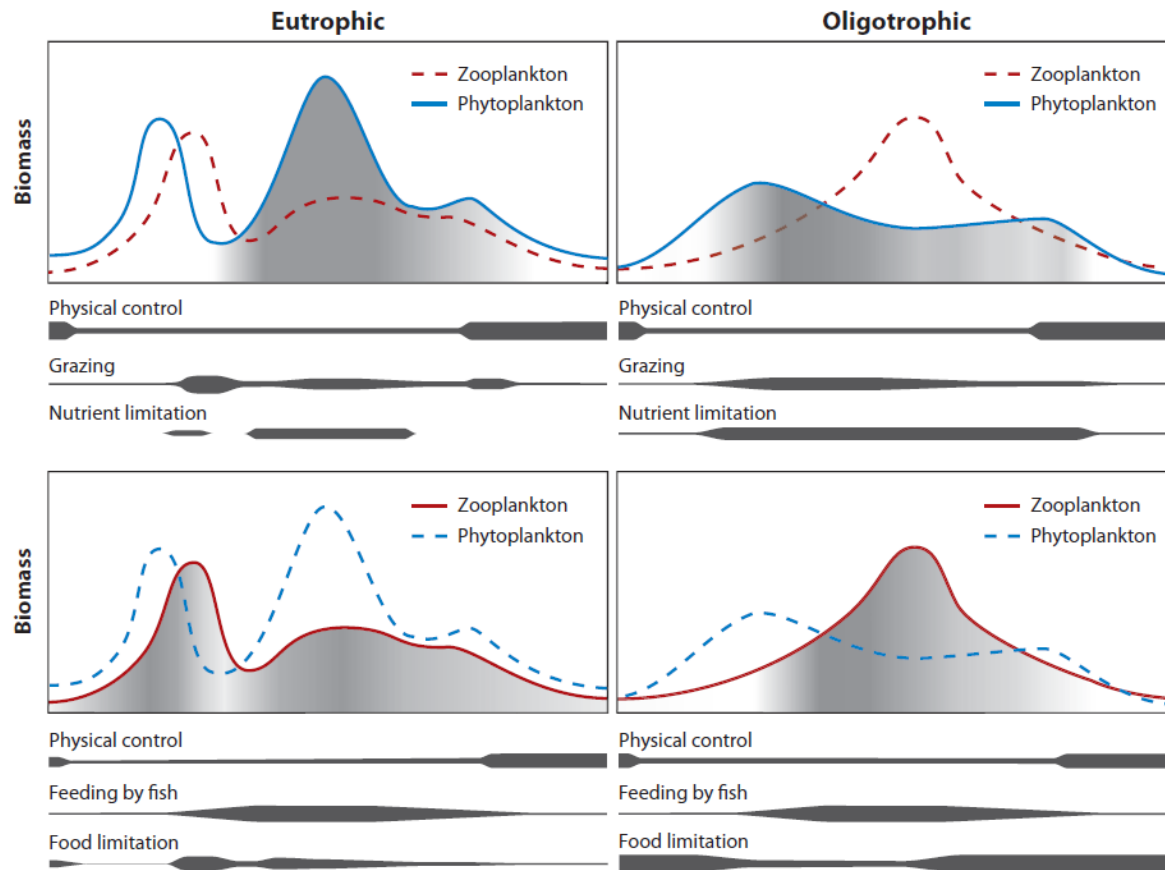 Eutrophic
Oligotrophic
Biomass
Zooplankton
Phytoplankton
Zooplankton
Phytoplankton
Physical control
Physical control
Grazing
Grazing
Nutrient limitation
Nutrient limitation
Biomass
Zooplankton
Phytoplankton
Zooplankton
Phytoplankton
Physical control
Physical control
Feeding by fish
Feeding by fish
Food limitation
Food limitation